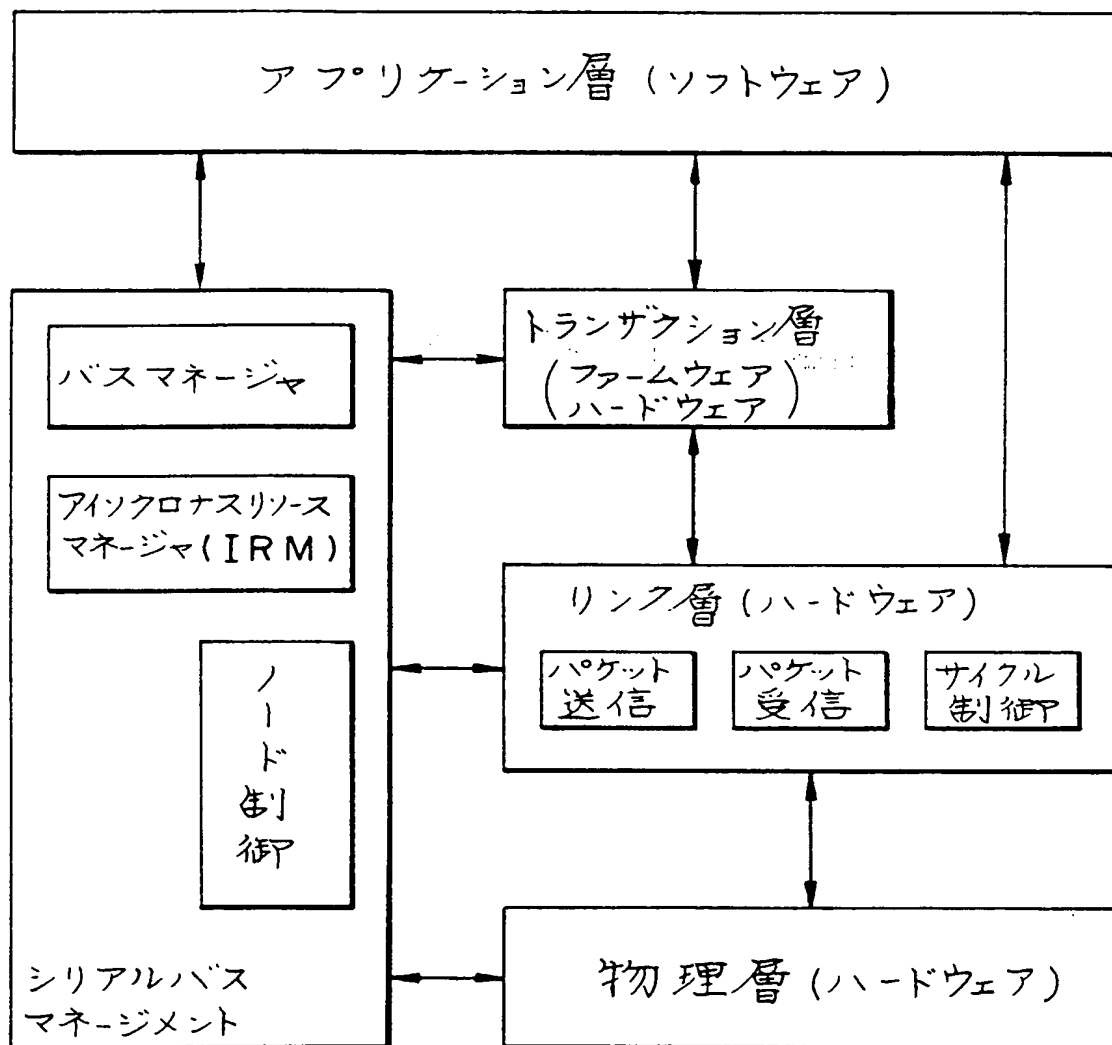 アプリケーション層(ソフトウェア)
バスマネージャ
アイソクロナスリソース
マネージャ(IRM)
ノード制御
シリアルバス
マネージメント
トランザクション層
(ファームウェア
ハードウェア)
リンク層(ハードウェア)
パケット
送信
パケット
受信
サイクル
制御
物理層(ハードウェア)